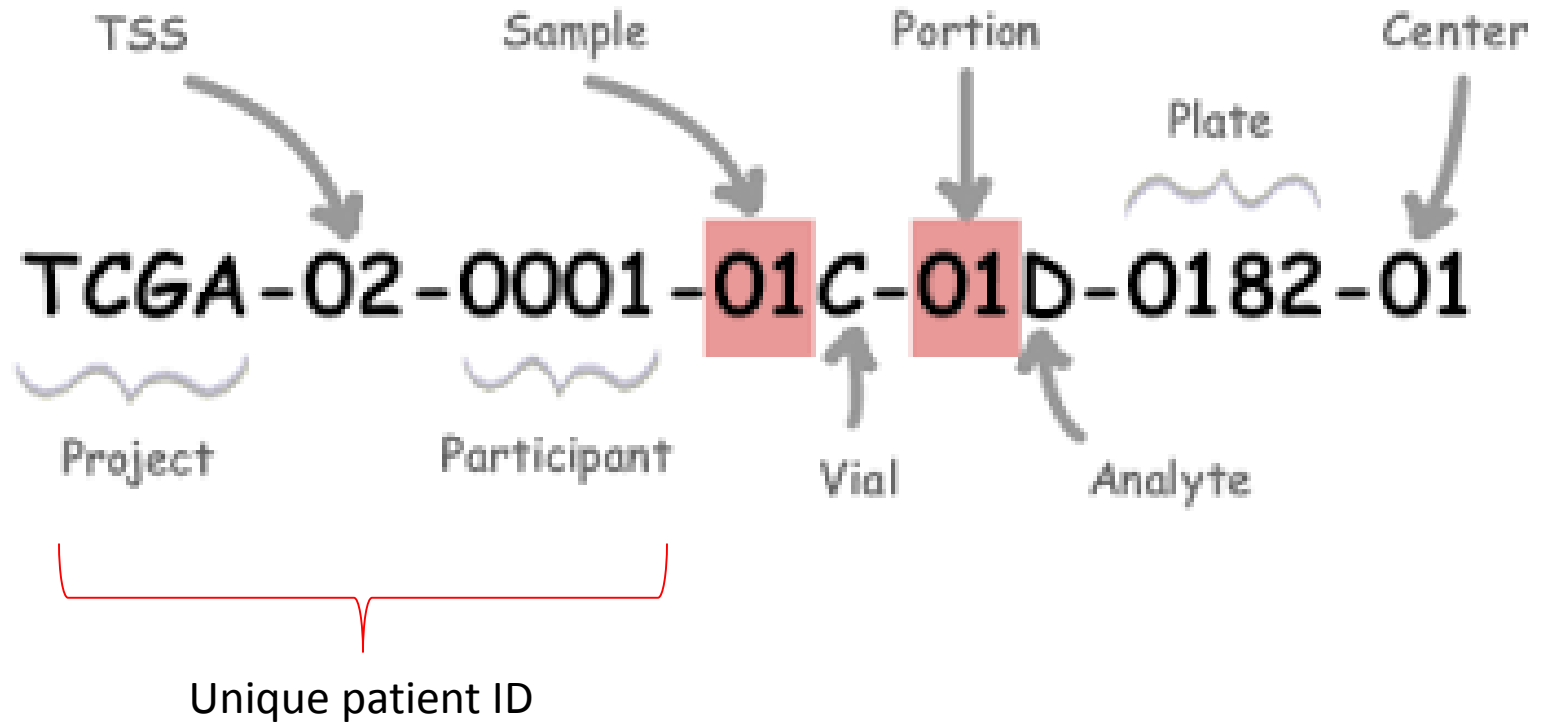 TSS
Sample
Portion
Center
Plate
TCGA-02-0001-01C-01D-0182-01
Project
Participant
Vial
Analyte
Unique patient ID